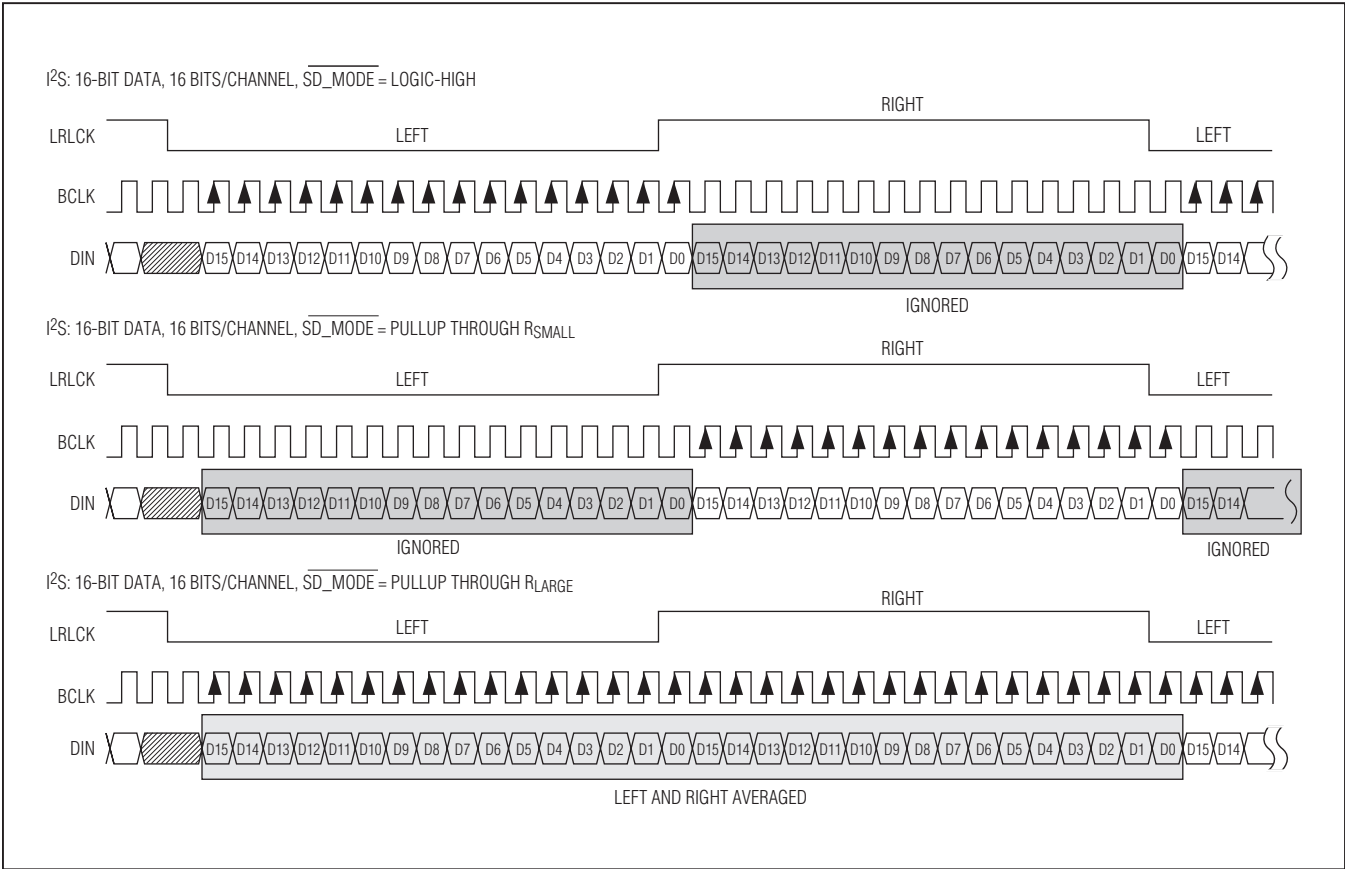 I²S: 16-BIT DATA, 16 BITS/CHANNEL, S̅D̅_̅M̅O̅D̅E̅ = LOGIC-HIGH
RIGHT
LRLCK LEFT LEFT
BCLK
DIN D15 D14 D13 D12 D11 D10 D9 D8 D7 D6 D5 D4 D3 D2 D1 D0 D15 D14 D13 D12 D11 D10 D9 D8 D7 D6 D5 D4 D3 D2 D1 D0 D15 D14
IGNORED
I²S: 16-BIT DATA, 16 BITS/CHANNEL, S̅D̅_̅M̅O̅D̅E̅ = PULLUP THROUGH RSMALL
RIGHT
LRLCK LEFT LEFT
BCLK
DIN D15 D14 D13 D12 D11 D10 D9 D8 D7 D6 D5 D4 D3 D2 D1 D0 D15 D14 D13 D12 D11 D10 D9 D8 D7 D6 D5 D4 D3 D2 D1 D0 D15 D14
IGNORED IGNORED
I²S: 16-BIT DATA, 16 BITS/CHANNEL, S̅D̅_̅M̅O̅D̅E̅ = PULLUP THROUGH RLARGE
RIGHT
LRLCK LEFT LEFT
BCLK
DIN D15 D14 D13 D12 D11 D10 D9 D8 D7 D6 D5 D4 D3 D2 D1 D0 D15 D14 D13 D12 D11 D10 D9 D8 D7 D6 D5 D4 D3 D2 D1 D0 D15 D14
LEFT AND RIGHT AVERAGED